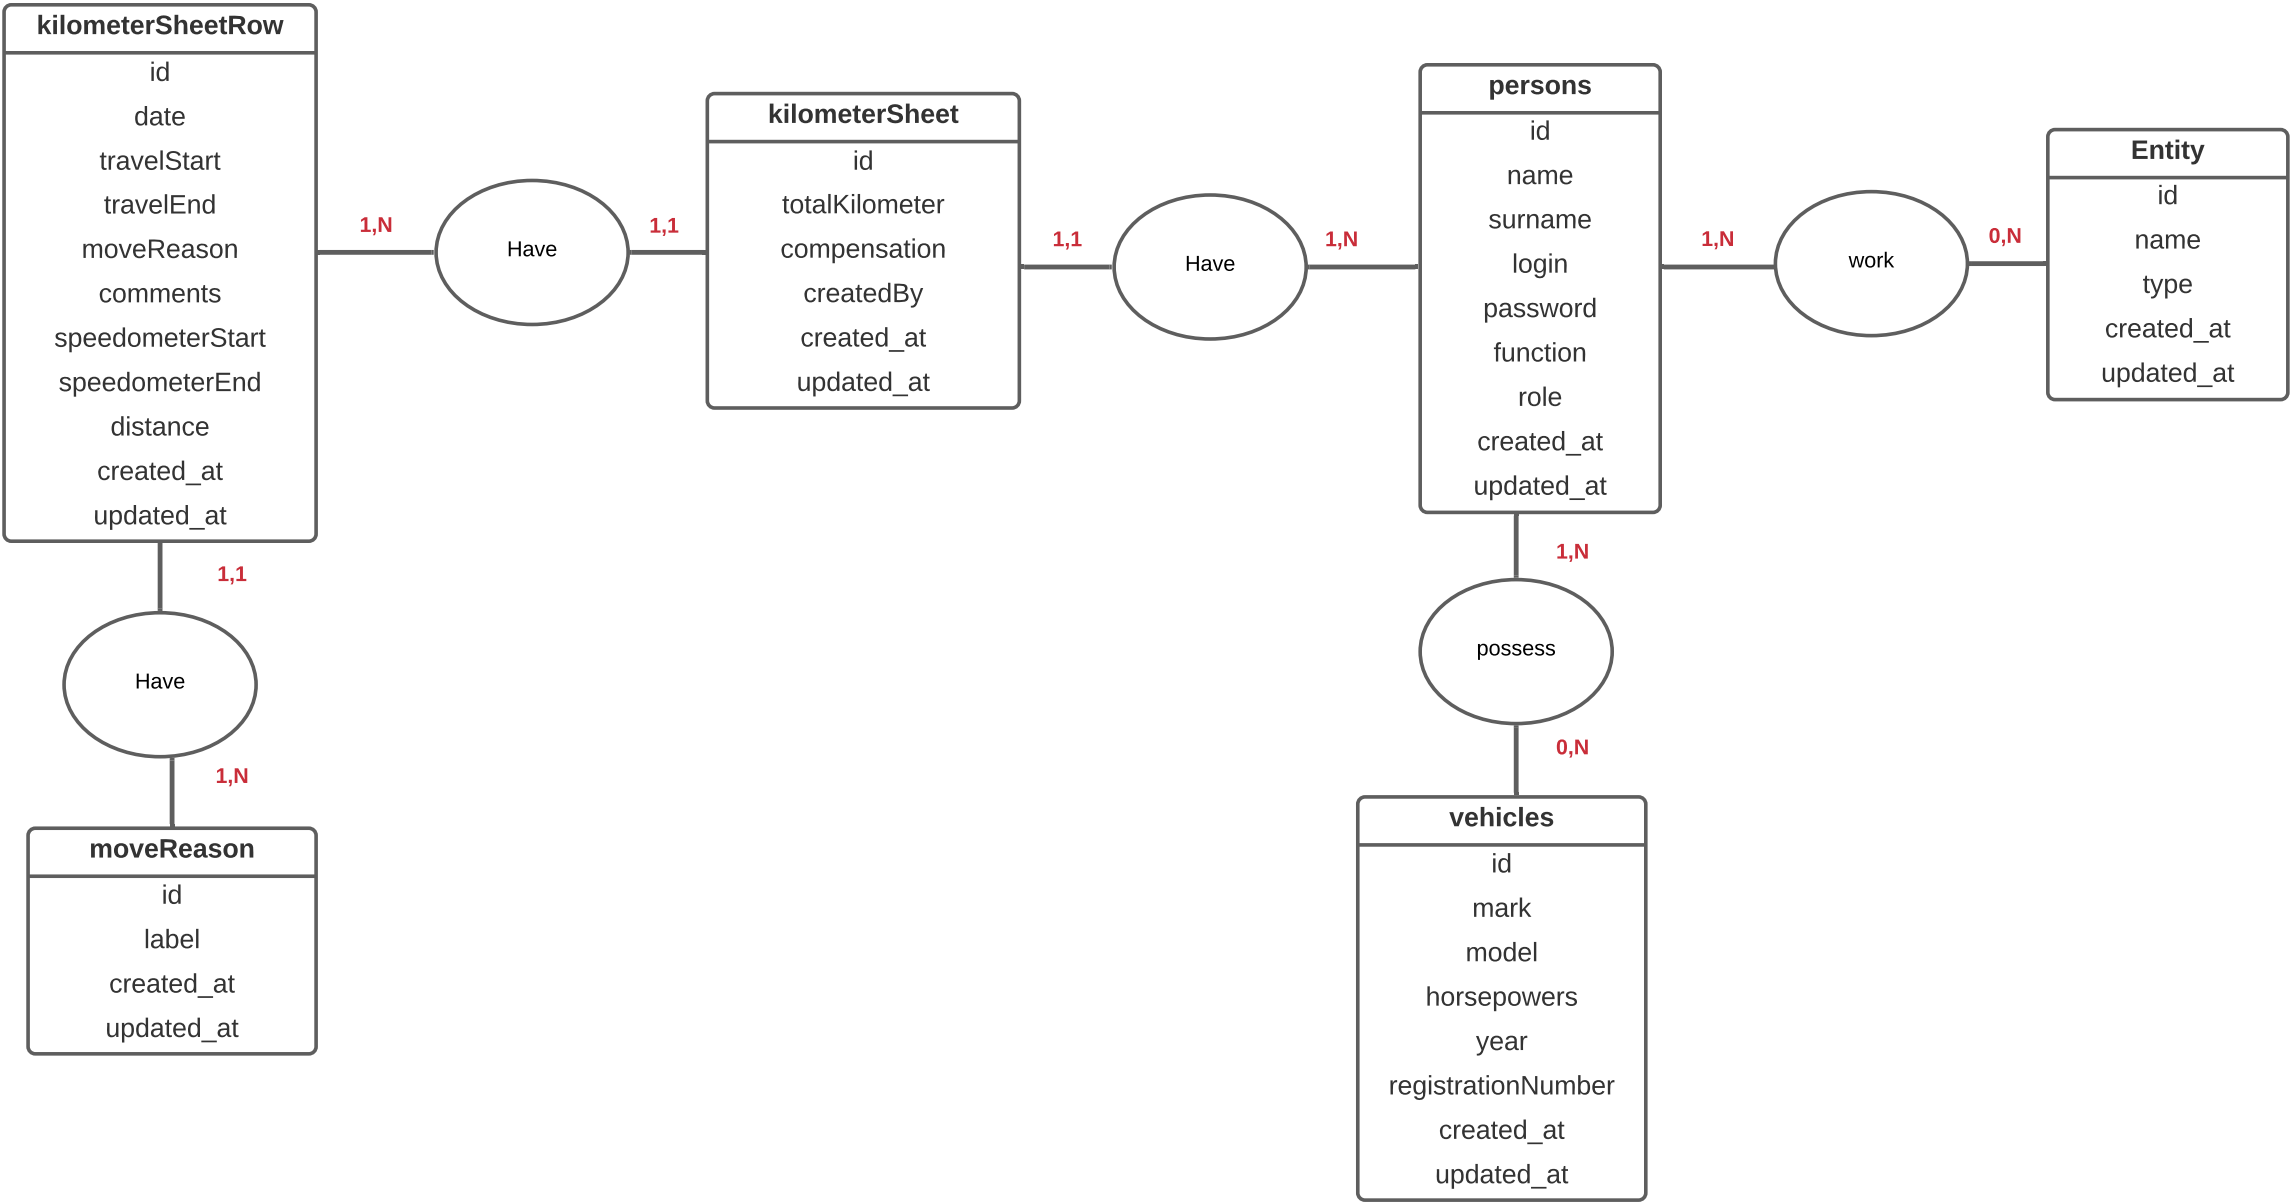 kilometerSheetRow
id
date
travelStart
travelEnd
moveReason
comments
speedometerStart
speedometerEnd
distance
created_at
updated_at
1,N
Have
1,1
kilometerSheet
id
totalKilometer
compensation
createdBy
created_at
updated_at
1,1
Have
1,N
persons
id
name
surname
login
password
function
role
created_at
updated_at
1,N
work
0,N
Entity
id
name
type
created_at
updated_at
1,1
Have
1,N
moveReason
id
label
created_at
updated_at
1,N
possess
0,N
vehicles
id
mark
model
horsepowers
year
registrationNumber
created_at
updated_at